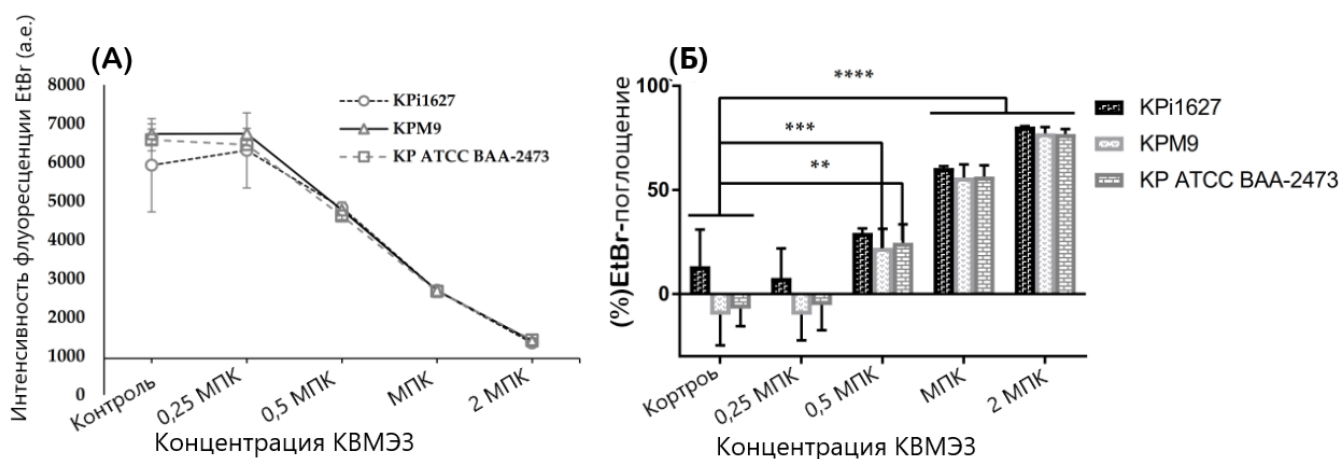 (А)
Интенсивность флуоресценции EtBr (а.е.)
8000
7000
6000
5000
4000
3000
2000
1000
0
KPi1627
KPM9
KP ATCC BAA-2473
Контроль
0,25 МПК
0,5 МПК
МПК
2 МПК
Концентрация КВМЭЗ
(Б)
(%)EtBr-поглощение
100
50
0
****
***
**
KPi1627
KPM9
KP ATCC BAA-2473
Кортроь
0,25 МПК
0,5 МПК
МПК
2 МПК
Концентрация КВМЭЗ